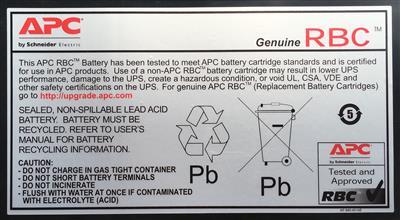 APC
by Schneider Electric
Genuine RBC™
This APC RBC™ Battery has been tested to meet APC battery cartridge standards and is certified
for use in APC products. Use of a non-APC RBC™ battery cartridge may result in lower UPS
performance, damage to the UPS, create a hazardous condition, or void UL, CSA, VDE and
other safety certifications on the UPS. For genuine APC RBC™ (Replacement Battery Cartridges)
go to http://upgrade.apc.com
SEALED, NON-SPILLABLE LEAD ACID
BATTERY. BATTERY MUST BE
RECYCLED. REFER TO USER'S
MANUAL FOR BATTERY
RECYCLING INFORMATION.
CAUTION:
- DO NOT CHARGE IN GAS TIGHT CONTAINER
- DO NOT SHORT BATTERY TERMINALS
- DO NOT INCINERATE
- FLUSH WITH WATER AT ONCE IF CONTAMINATED
WITH ELECTROLYTE (ACID)
Pb
Pb
5
APC
by Schneider Electric
Tested and
Approved
RBC